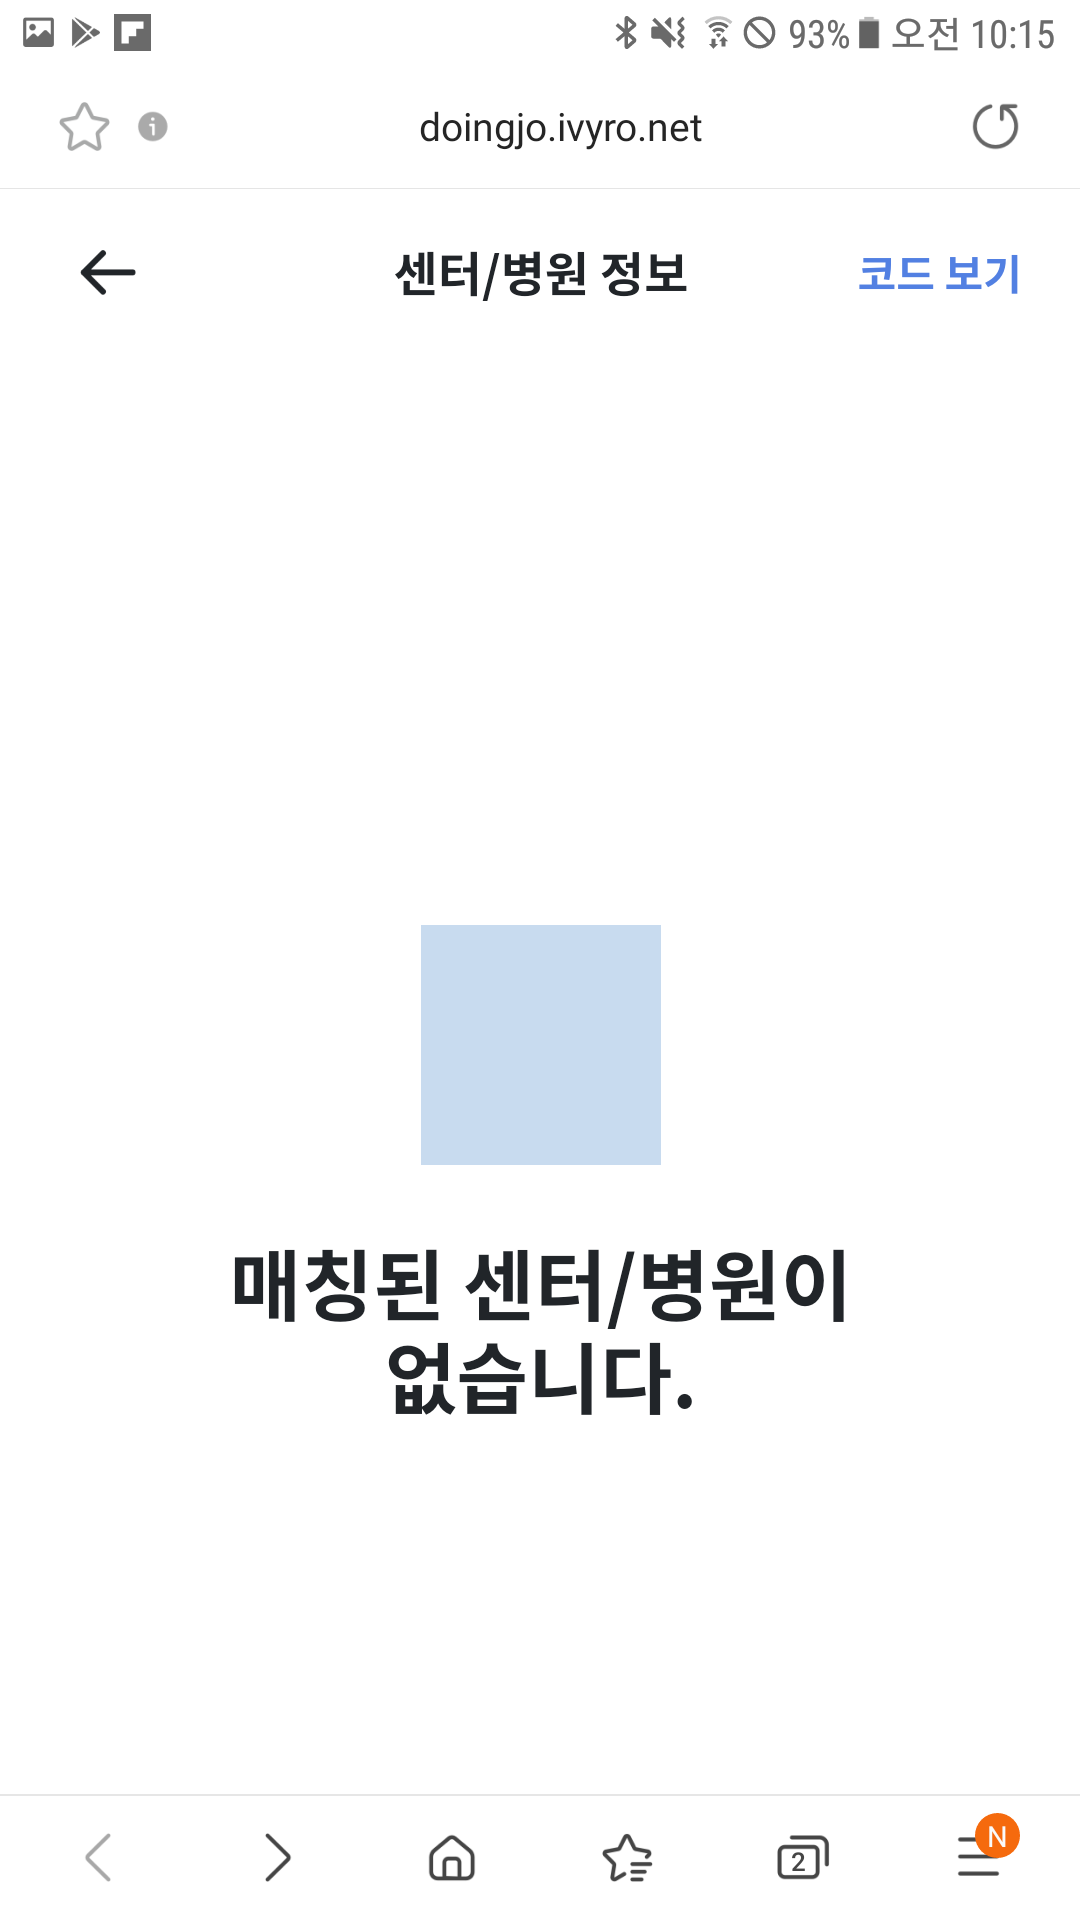 93% 오전 10:15
doingjo.ivyro.net
센터/병원 정보
코드 보기
매칭된 센터/병원이
없습니다.
2
N